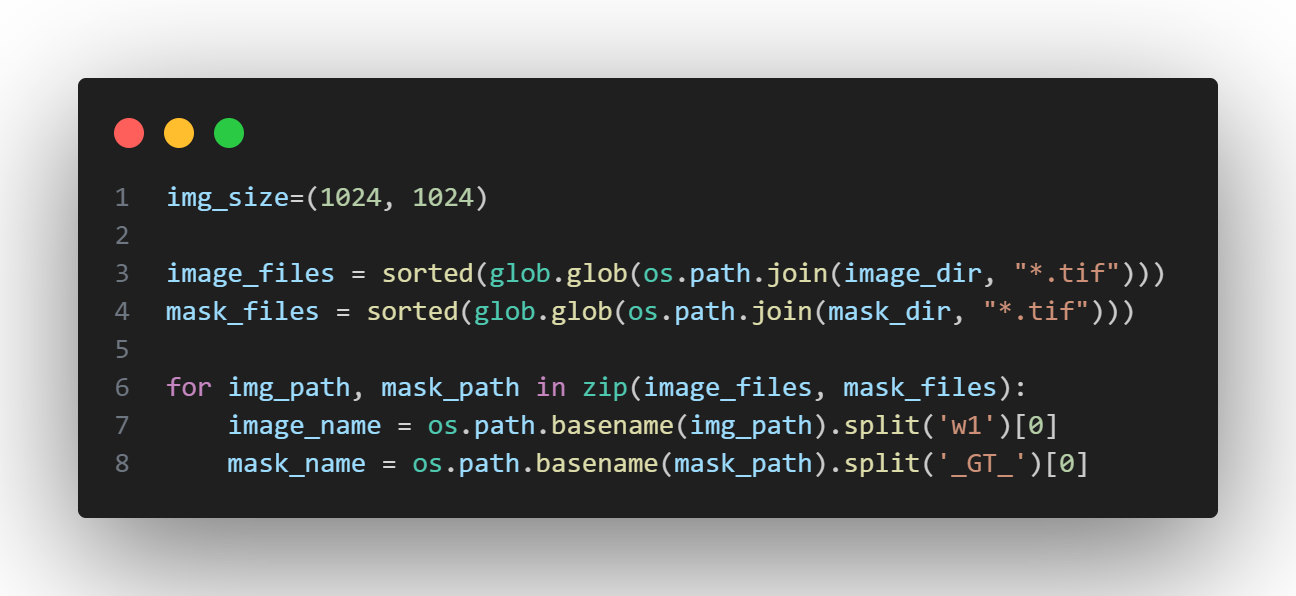 1 img_size=(1024, 1024)
2
3 image_files = sorted(glob.glob(os.path.join(image_dir, "*.tif")))
4 mask_files = sorted(glob.glob(os.path.join(mask_dir, "*.tif")))
5
6 for img_path, mask_path in zip(image_files, mask_files):
7     image_name = os.path.basename(img_path).split('w1')[0]
8     mask_name = os.path.basename(mask_path).split('_GT_')[0]